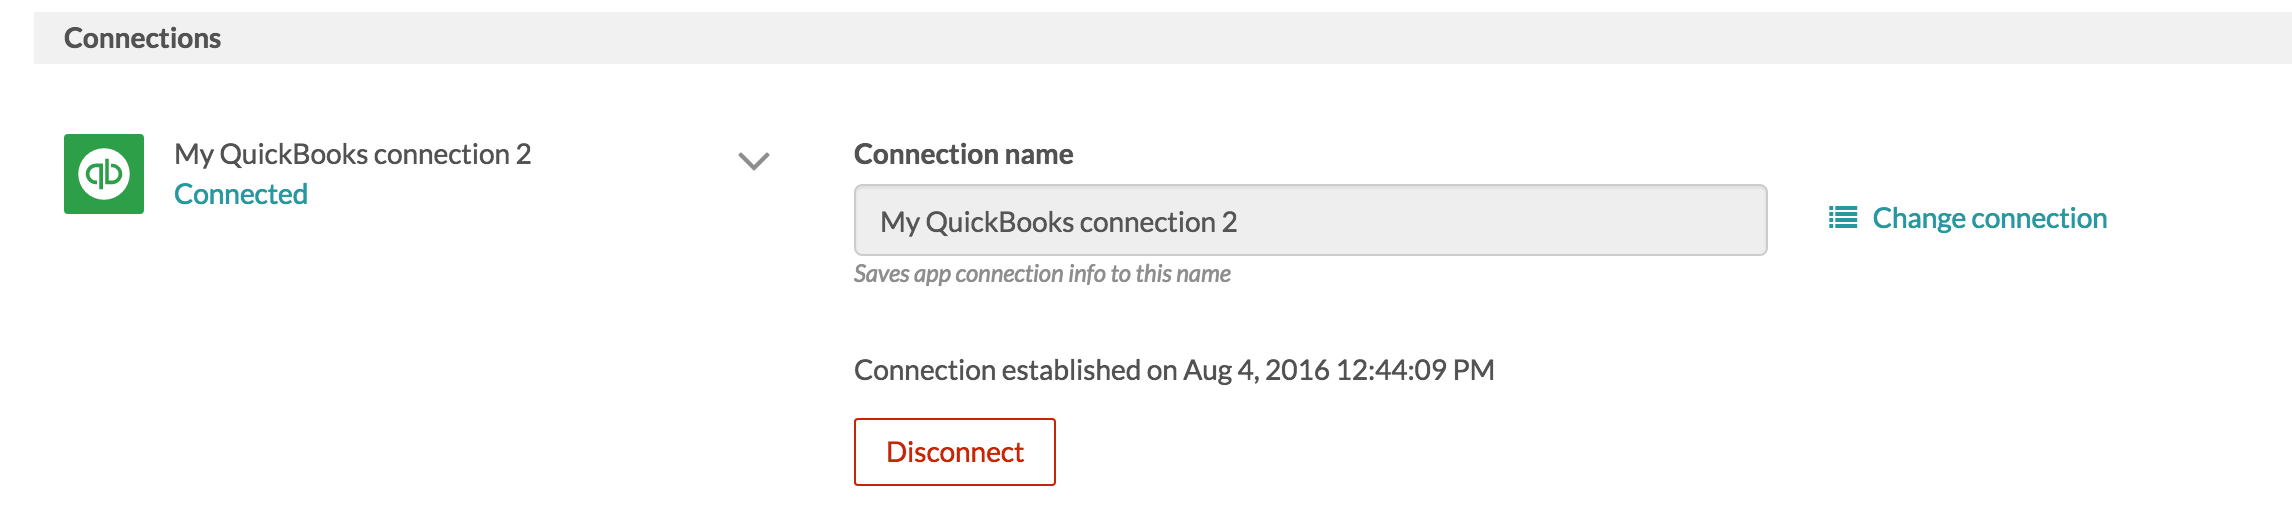 Connections
qb
My QuickBooks connection 2
Connected
Connection name
My QuickBooks connection 2
Saves app connection info to this name
Change connection
Connection established on Aug 4, 2016 12:44:09 PM
Disconnect